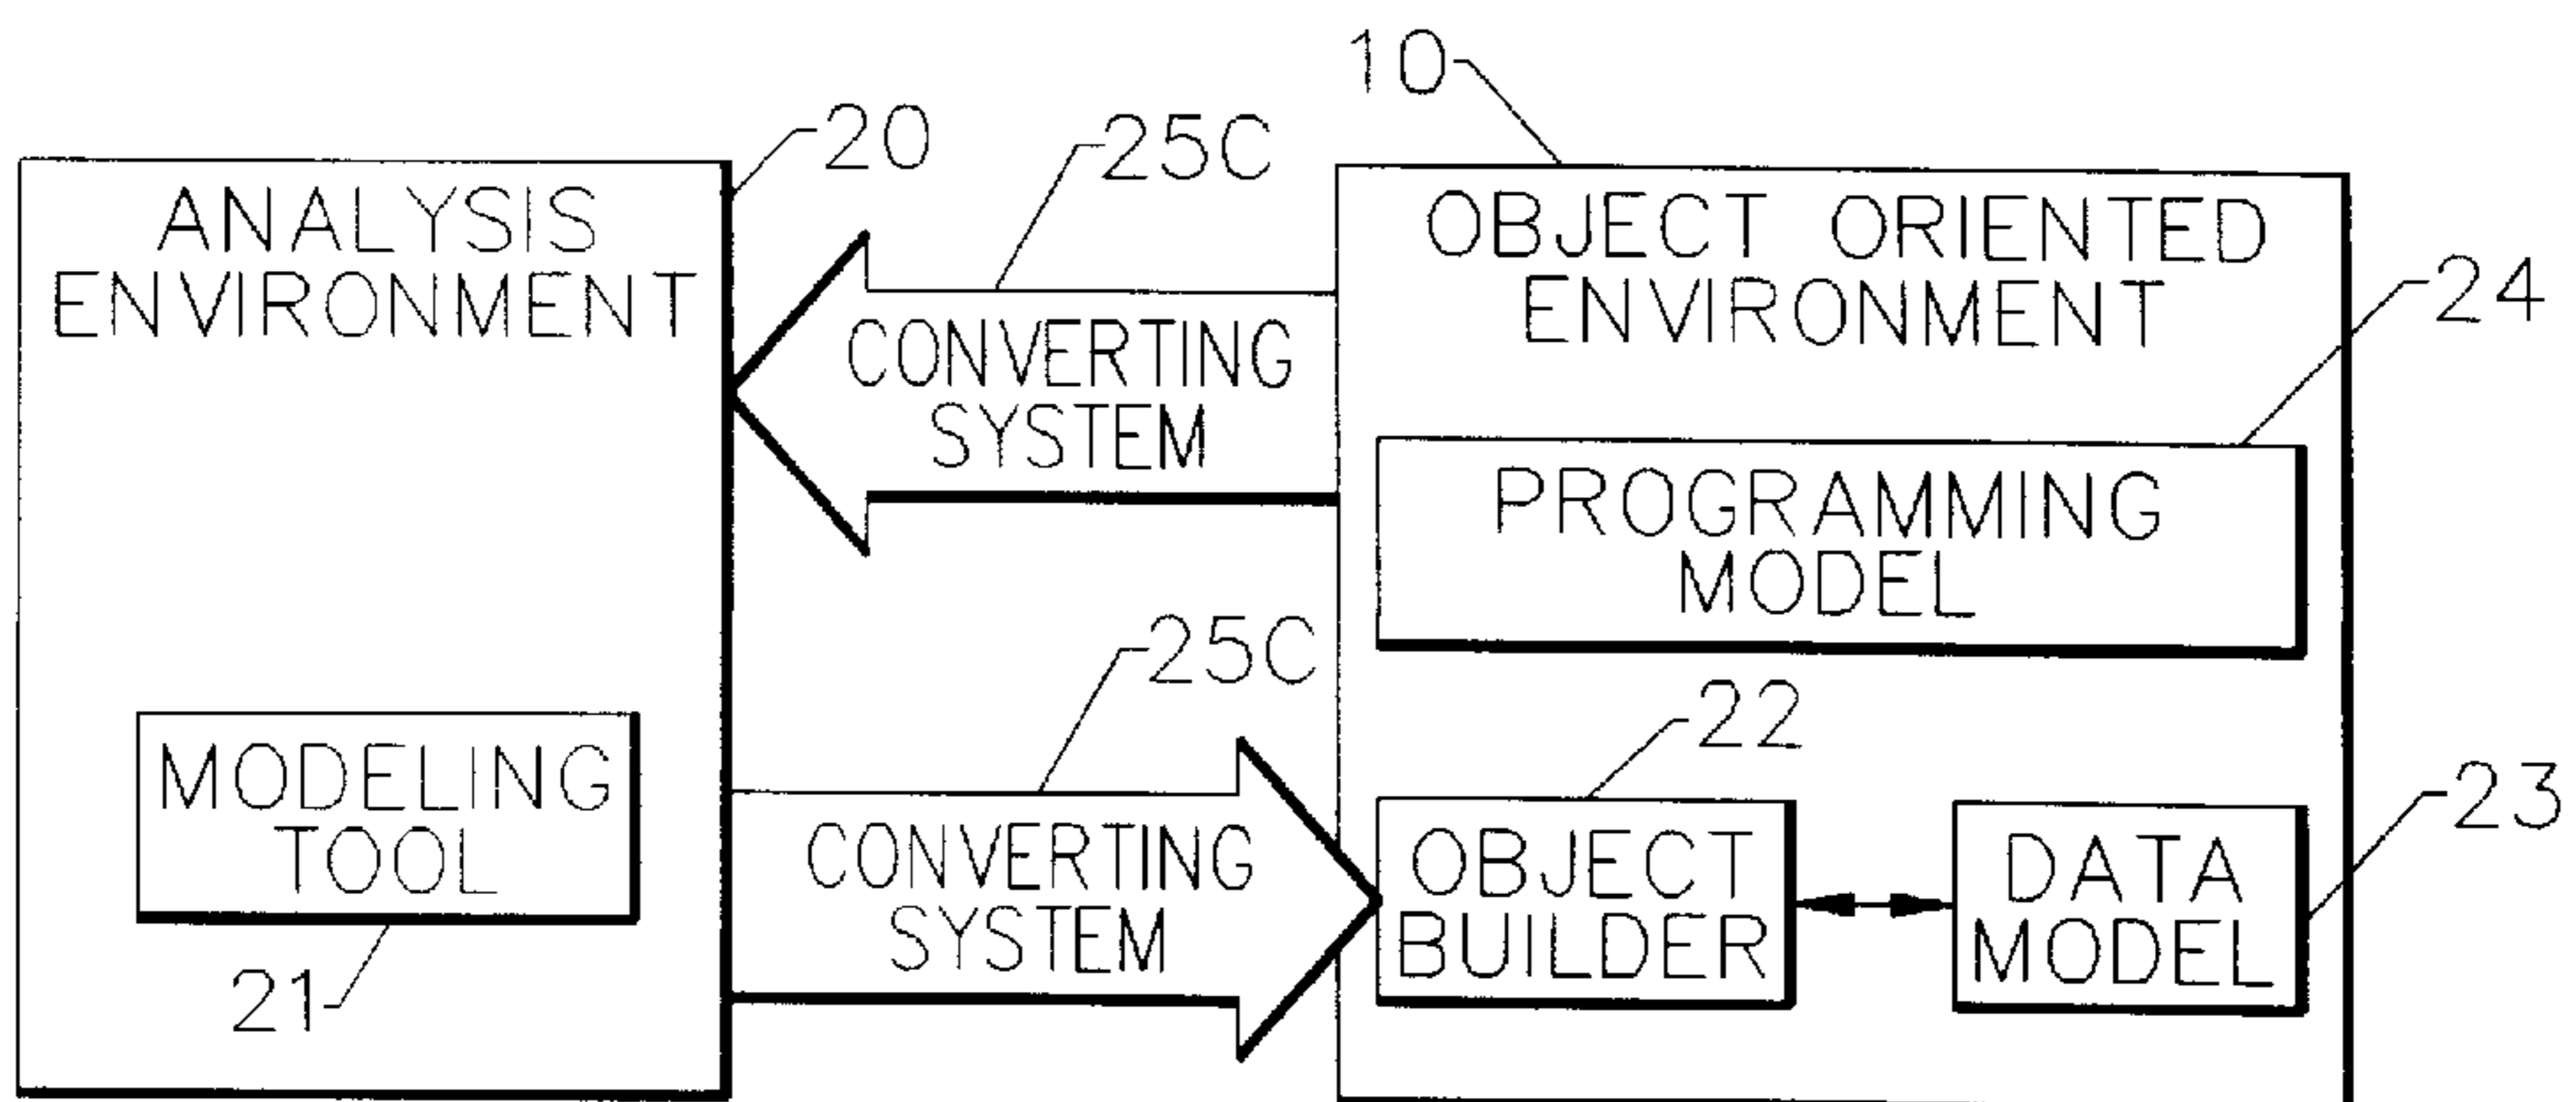 10
20
25C
ANALYSIS
ENVIRONMENT
OBJECT ORIENTED
ENVIRONMENT
24
CONVERTING
SYSTEM
PROGRAMMING
MODEL
25C
22
MODELING
TOOL
21
CONVERTING
SYSTEM
OBJECT
BUILDER
23
DATA
MODEL